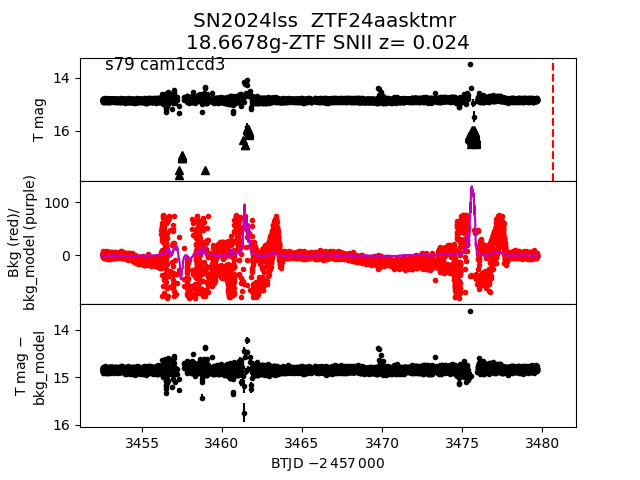 SN2024lss  ZTF24aasktmr
18.6678g-ZTF SNII z= 0.024
s79 cam1ccd3
14
16
T mag
100
0
Bkg (red)/
bkg_model (purple)
14
15
16
T mag −
bkg_model
3455
3460
3465
3470
3475
3480
BTJD −2 457 000